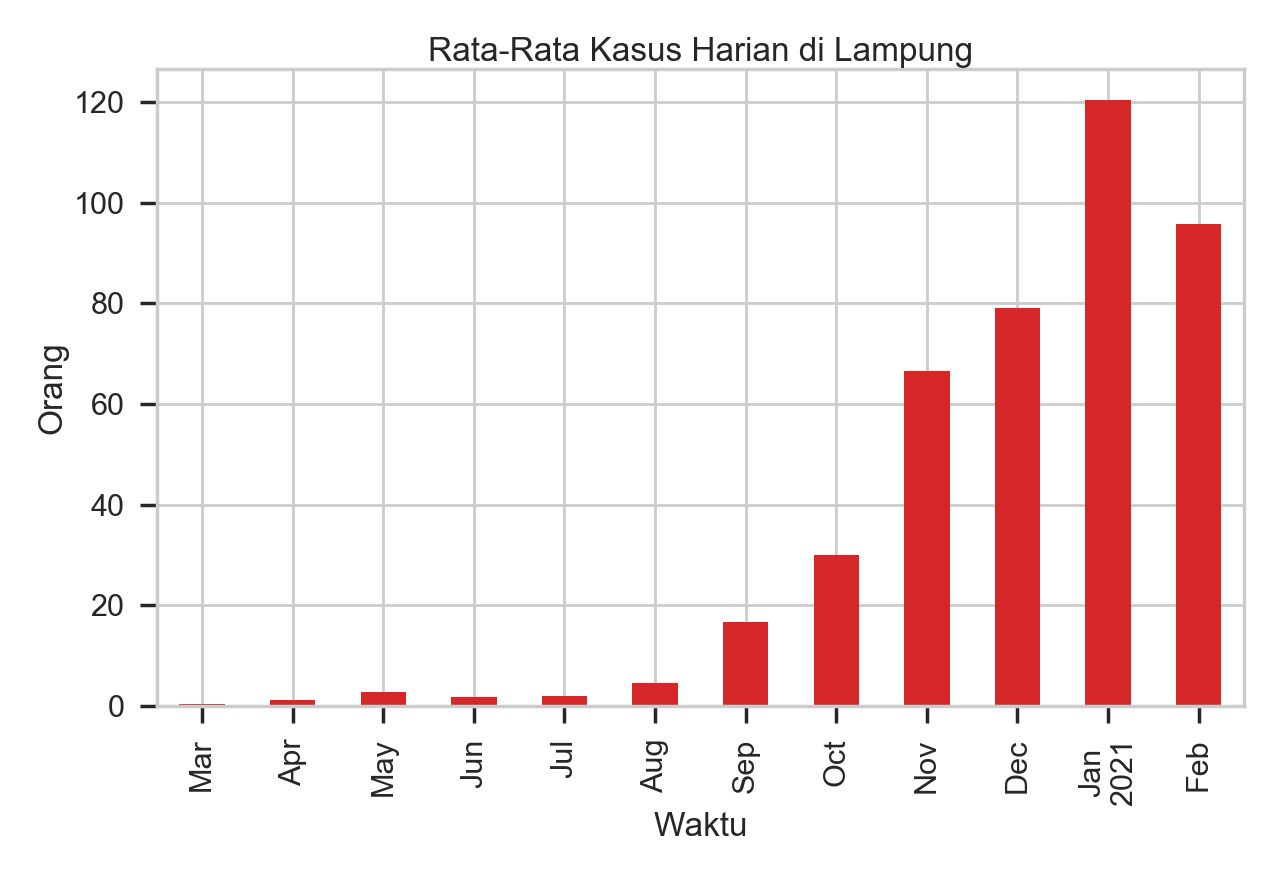 Rata-Rata Kasus Harian di Lampung
120
100
80
60
40
20
0
Orang
Mar
Apr
May
Jun
Jul
Aug
Sep
Oct
Nov
Dec
Jan
2021
Feb
Waktu